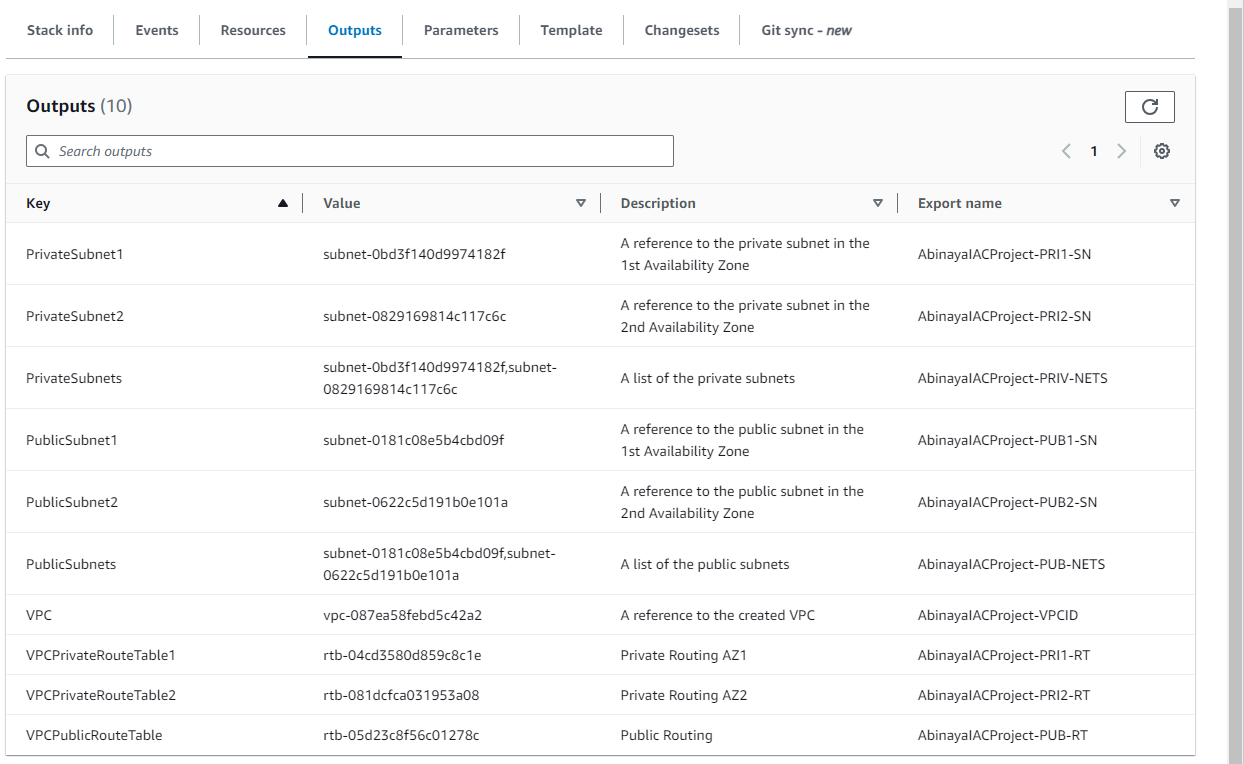 Stack info Events Resources Outputs Parameters Template Changesets Git sync - new
Outputs (10)
Search outputs 1
Key Value Description Export name
PrivateSubnet1 subnet-0bd3f140d9974182f A reference to the private subnet in the AbinayaIACProject-PRI1-SN
1st Availability Zone
PrivateSubnet2 subnet-0829169814c117c6c A reference to the private subnet in the AbinayaIACProject-PRI2-SN
2nd Availability Zone
PrivateSubnets subnet-0bd3f140d9974182f,subnet- A list of the private subnets AbinayaIACProject-PRIV-NETS
0829169814c117c6c
PublicSubnet1 subnet-0181c08e5b4cbd09f A reference to the public subnet in the AbinayaIACProject-PUB1-SN
1st Availability Zone
PublicSubnet2 subnet-0622c5d191b0e101a A reference to the public subnet in the AbinayaIACProject-PUB2-SN
2nd Availability Zone
PublicSubnets subnet-0181c08e5b4cbd09f,subnet- A list of the public subnets AbinayaIACProject-PUB-NETS
0622c5d191b0e101a
VPC vpc-087ea58febd5c42a2 A reference to the created VPC AbinayaIACProject-VPCID
VPCPrivateRouteTable1 rtb-04cd3580d859c8c1e Private Routing AZ1 AbinayaIACProject-PRI1-RT
VPCPrivateRouteTable2 rtb-081dcfca031953a08 Private Routing AZ2 AbinayaIACProject-PRI2-RT
VPCPublicRouteTable rtb-05d23c8f56c01278c Public Routing AbinayaIACProject-PUB-RT